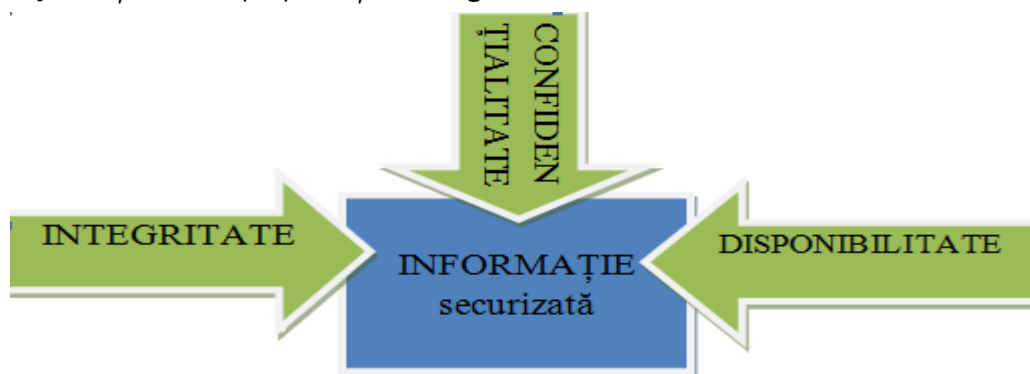 CONFIDEN
ȚIALITATE
INTEGRITATE
INFORMAȚIE
securizată
DISPONIBILITATE